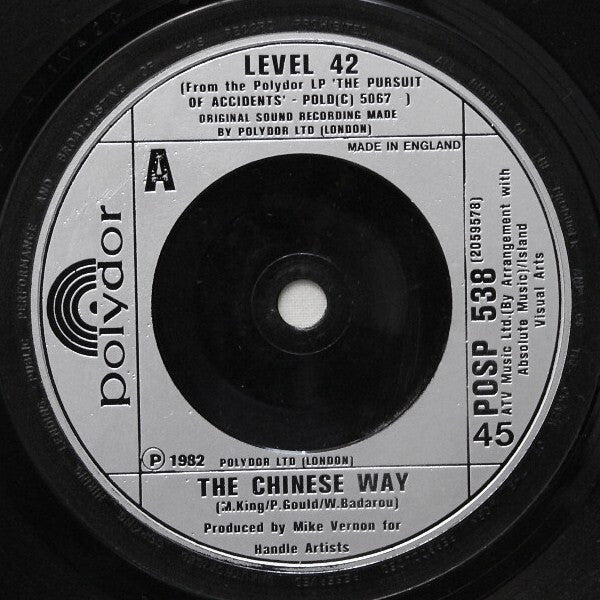 LEVEL 42
(From the Polydor LP 'THE PURSUIT
OF ACCIDENTS' - POLD(C) 5067 )
ORIGINAL SOUND RECORDING MADE
BY POLYDOR LTD (LONDON)
MADE IN ENGLAND
A
polydor
POSP 538
(2059578)
ATV Music Ltd.(By Arrangement with
Absolute Music)/Island
Visual Arts
45
Ⓟ 1982 POLYDOR LTD (LONDON)
THE CHINESE WAY
(M.King/P.Gould/W.Badarou)
Produced by Mike Vernon for
Handle Artists